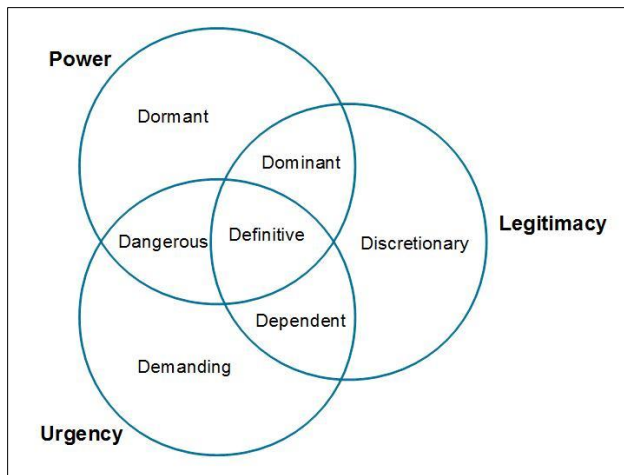 Power
Dormant
Dominant
Legitimacy
Dangerous
Definitive
Discretionary
Dependent
Demanding
Urgency